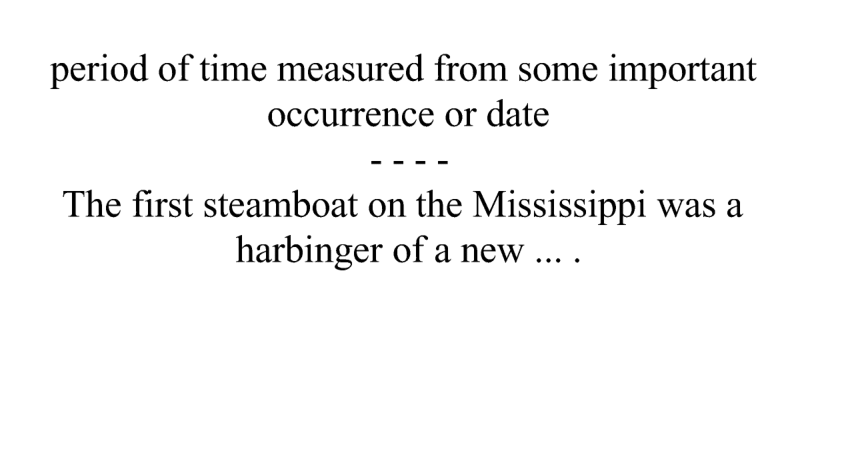 period of time measured from some important
occurrence or date
- - - -
The first steamboat on the Mississippi was a
harbinger of a new ... .